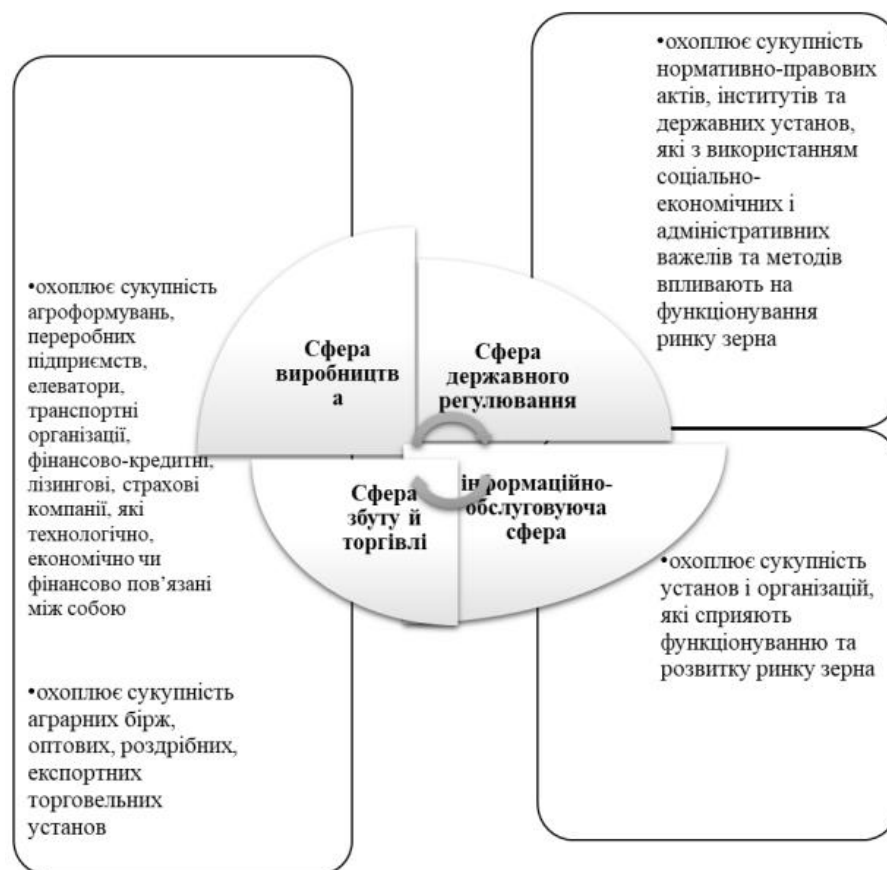 •охоплює сукупність
нормативно-правових
актів, інститутів та
державних установ,
які з використанням
соціально-
економічних і
адміністративних
важелів та методів
впливають на
функціонування
ринку зерна
•охоплює сукупність
агроформувань,
переробних
підприємств,
елеватори,
транспортні
організації,
фінансово-кредитні,
лізингові, страхові
компанії, які
технологічно,
економічно чи
фінансово пов’язані
між собою
Сфера
виробництв
а
Сфера
державного
регулювання
Сфера
збуту й
торгівлі
інформаційно-
обслуговуюча
сфера
•охоплює сукупність
установ і організацій,
які сприяють
функціонуванню та
розвитку ринку зерна
•охоплює сукупність
аграрних бірж,
оптових, роздрібних,
експортних
торговельних
установ